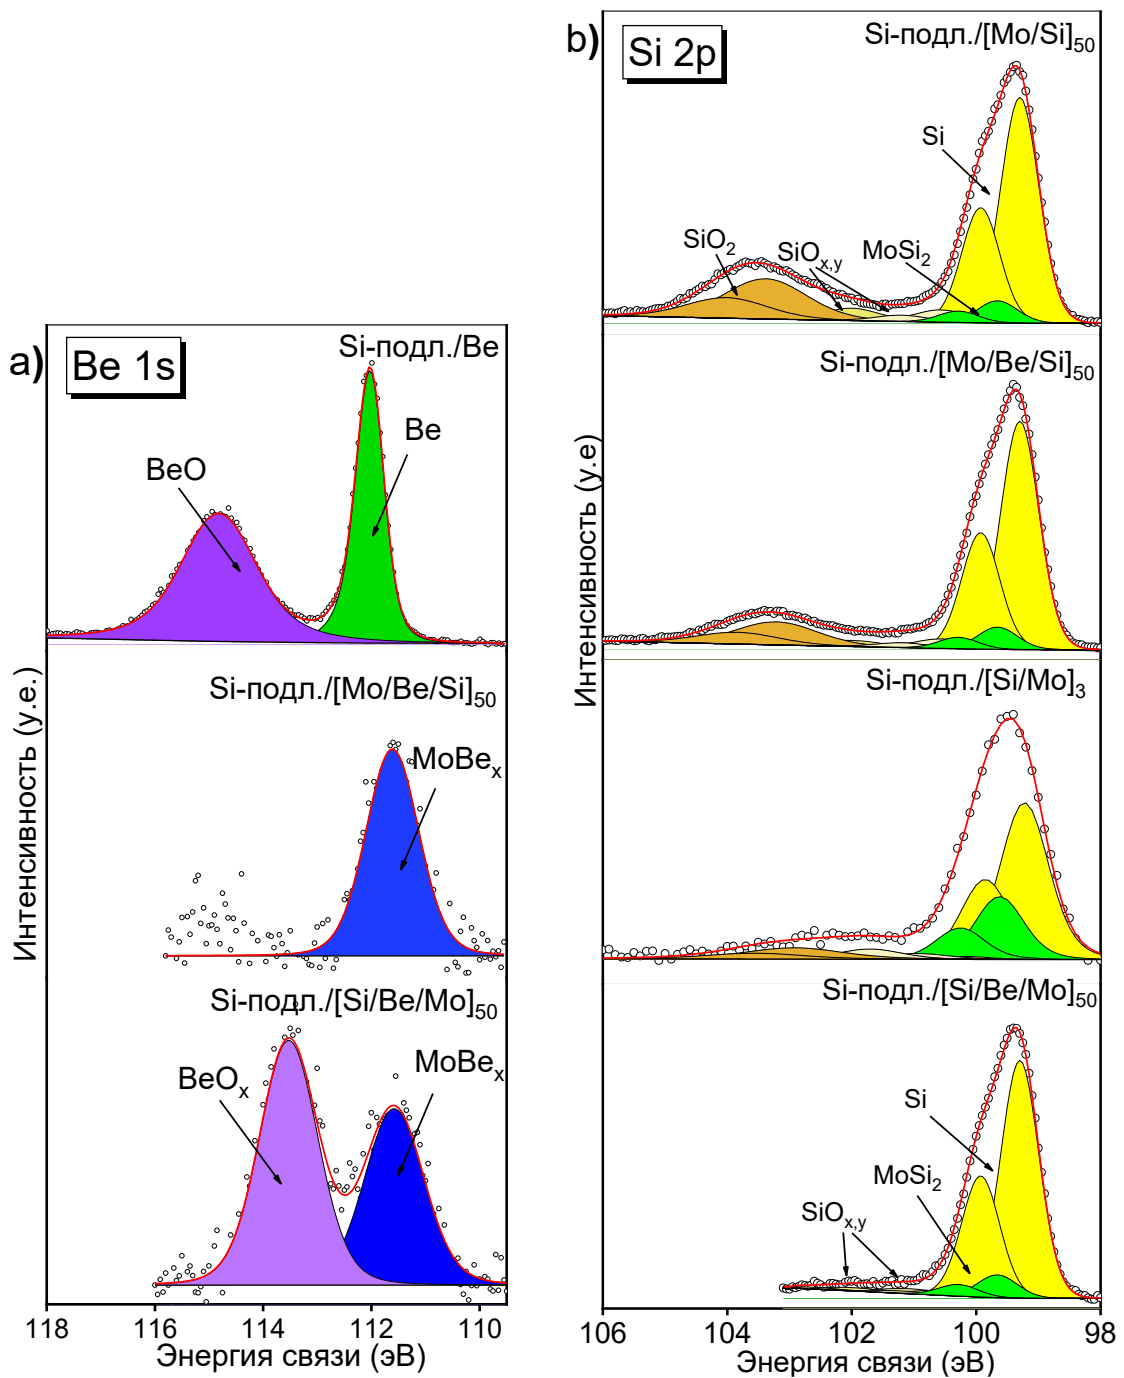 a)
Be 1s
Si-подл./Be
Be
BeO
Si-подл./[Mo/Be/Si]50
MoBex
Si-подл./[Si/Be/Mo]50
BeOx
MoBex
Интенсивность (у.е.)
118 116 114 112 110
Энергия связи (эВ)
b)
Si 2p
Si-подл./[Mo/Si]50
Si
SiO2
SiOx,y
MoSi2
Si-подл./[Mo/Be/Si]50
Si-подл./[Si/Mo]3
Si-подл./[Si/Be/Mo]50
Si
MoSi2
SiOx,y
Интенсивность (у.е)
106 104 102 100 98
Энергия связи (эВ)